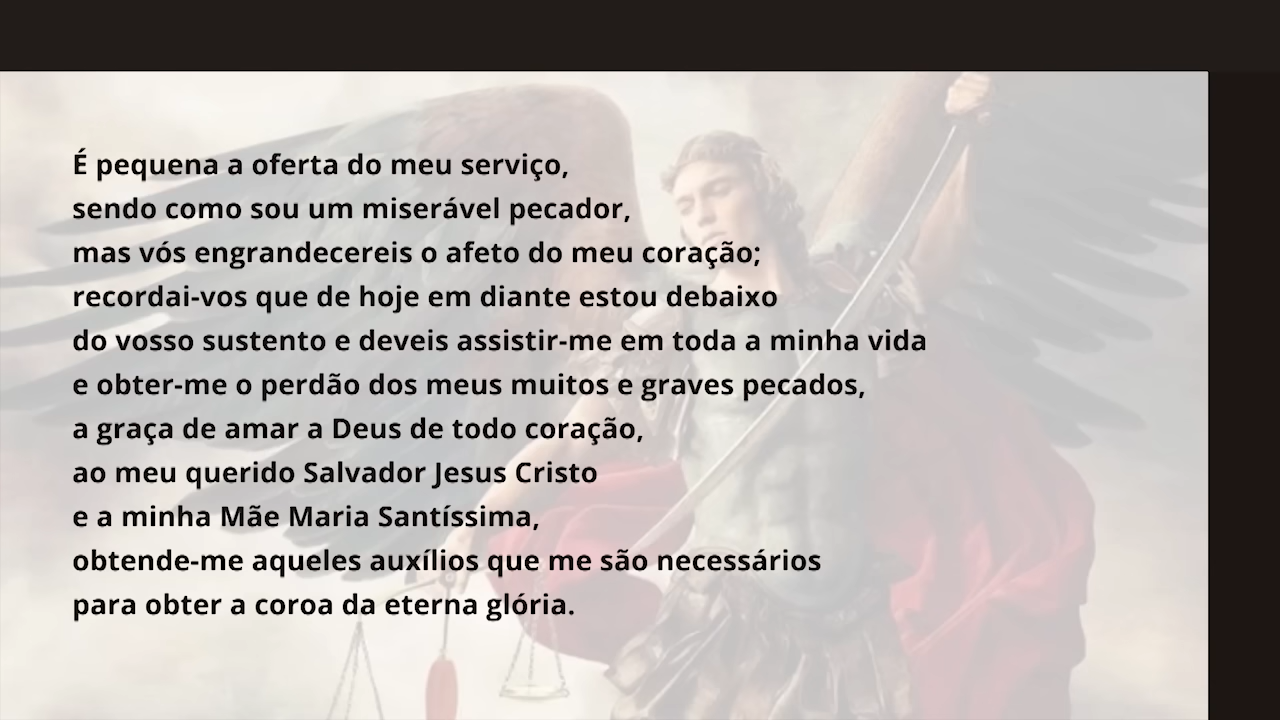 É pequena a oferta do meu serviço,
sendo como sou um miserável pecador,
mas vós engrandecereis o afeto do meu coração;
recordai-vos que de hoje em diante estou debaixo
do vosso sustento e deveis assistir-me em toda a minha vida
e obter-me o perdão dos meus muitos e graves pecados,
a graça de amar a Deus de todo coração,
ao meu querido Salvador Jesus Cristo
e a minha Mãe Maria Santíssima,
obtende-me aqueles auxílios que me são necessários
para obter a coroa da eterna glória.